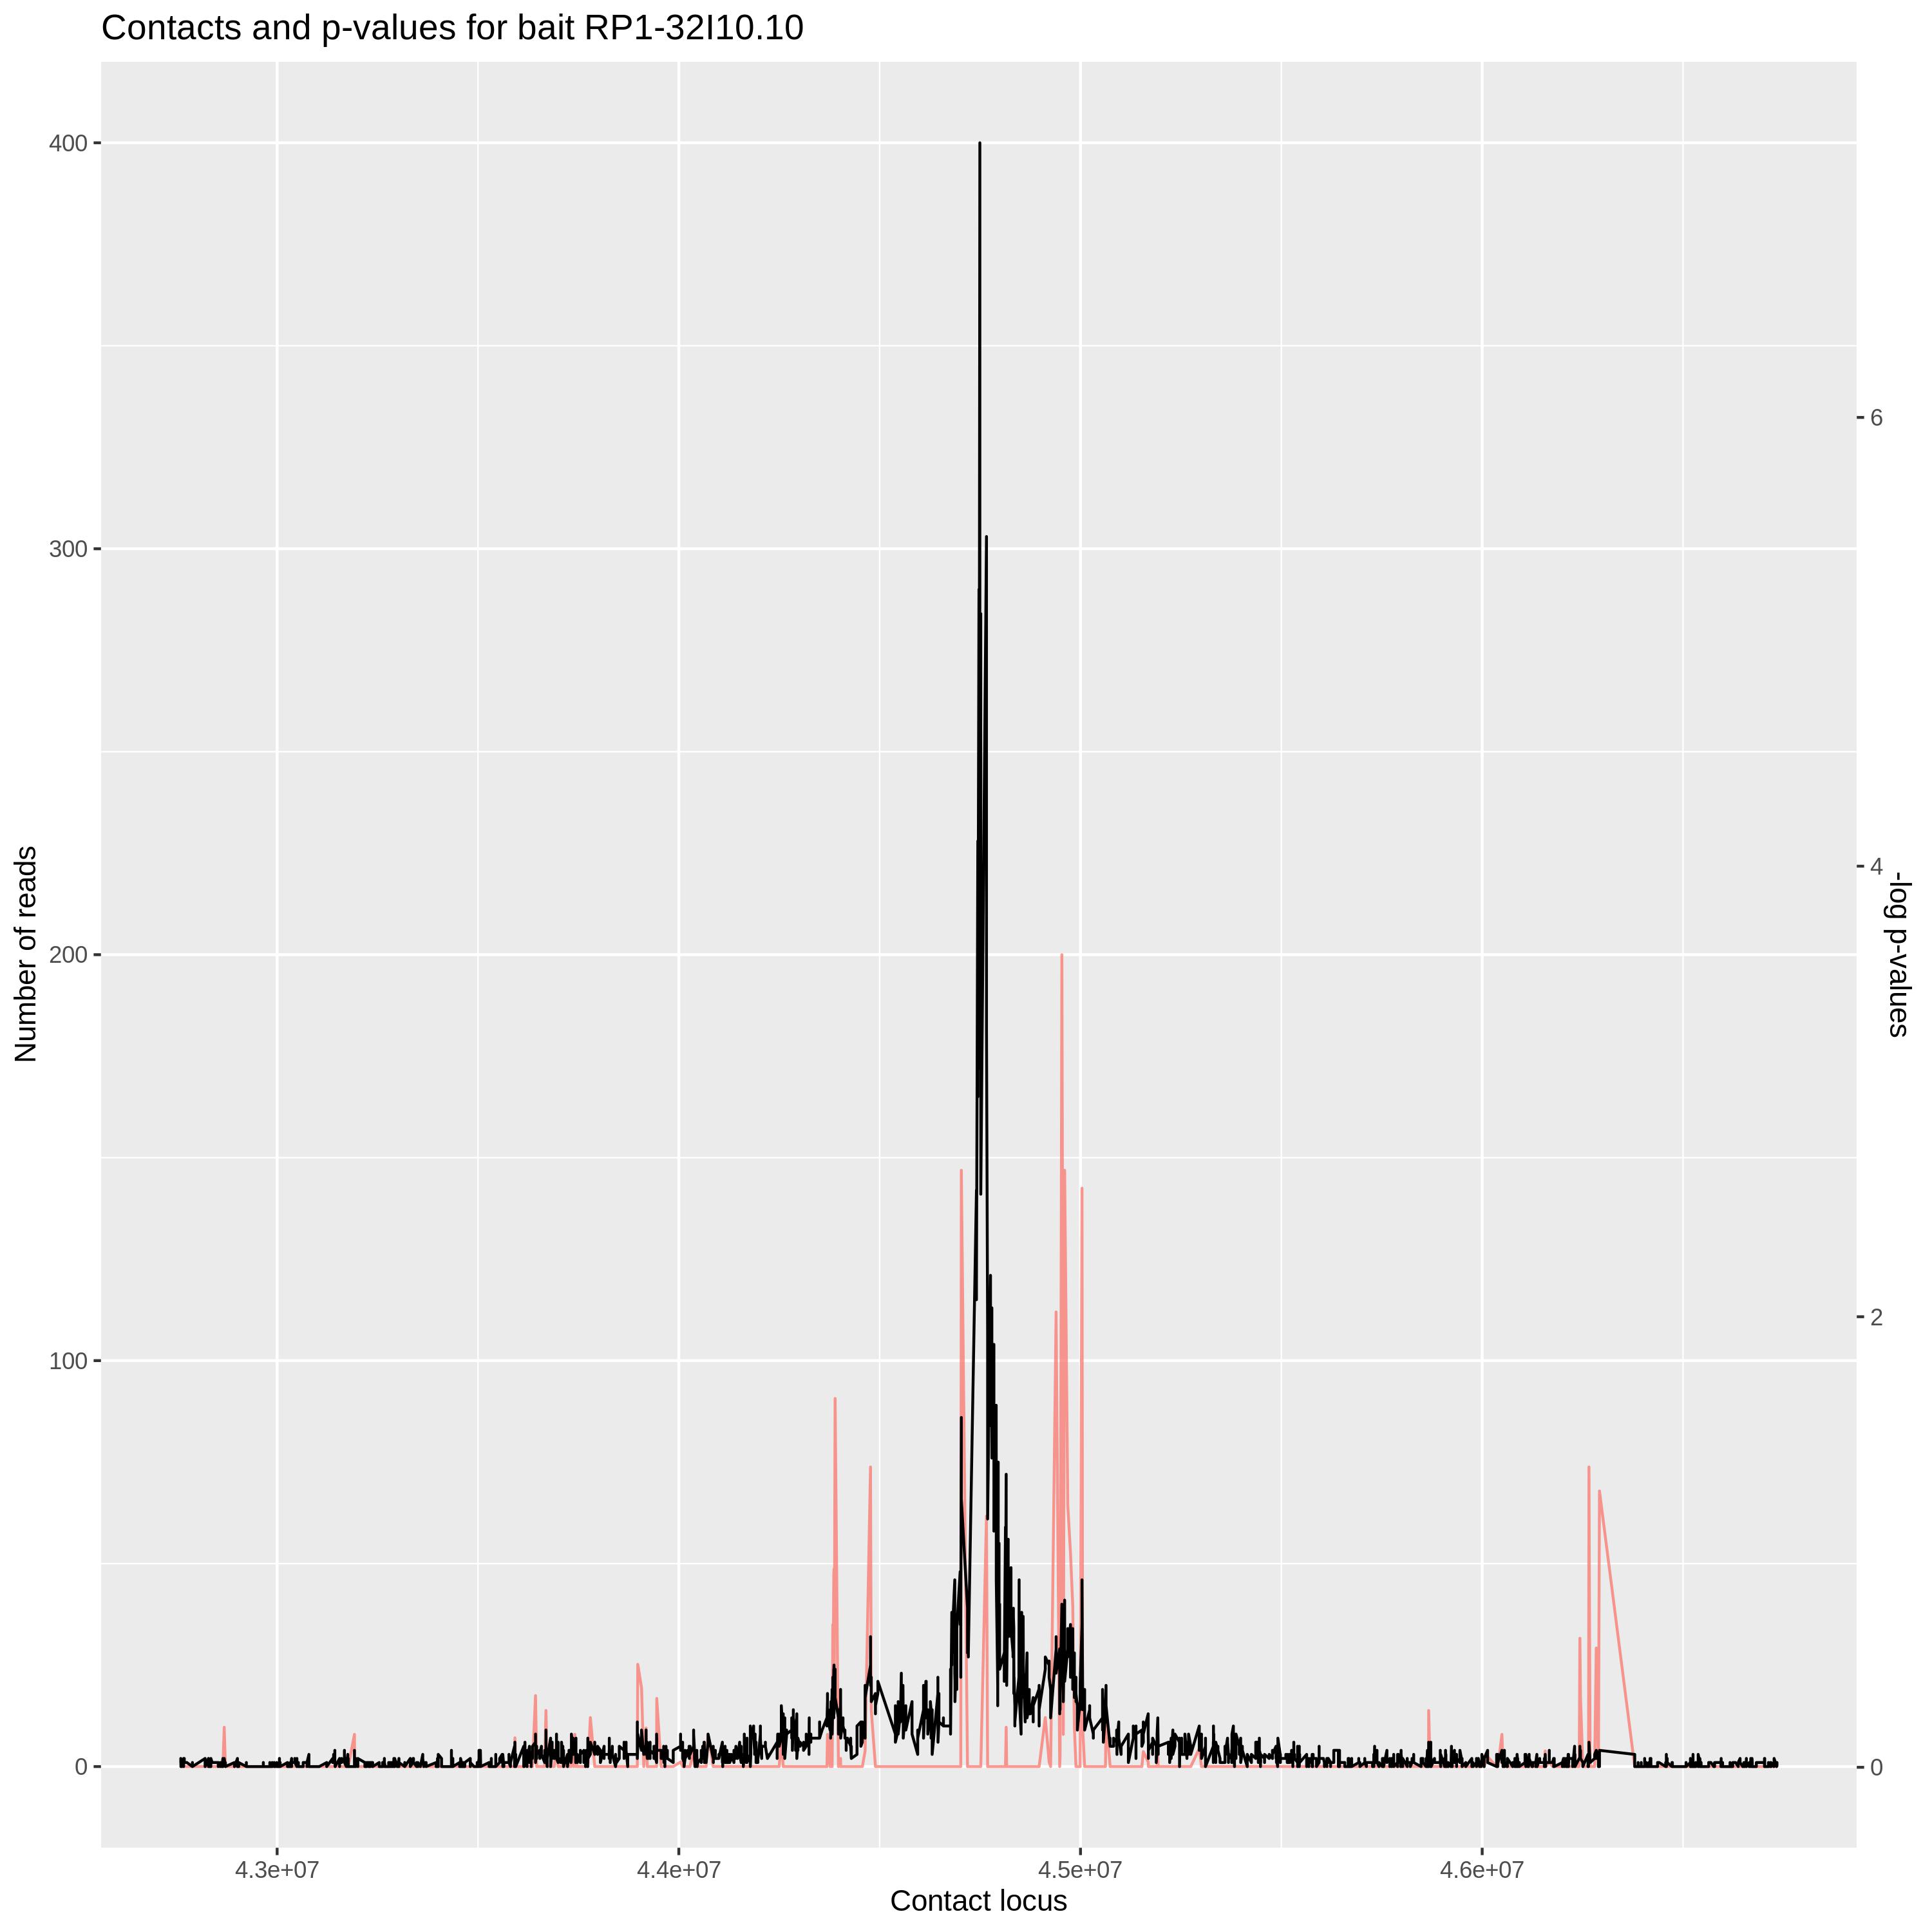 Contacts and p-values for bait RP1-32I10.10
400
300
200
100
0
Number of reads
6
4
2
0
-log p-values
4.3e+07
4.4e+07
4.5e+07
4.6e+07
Contact locus